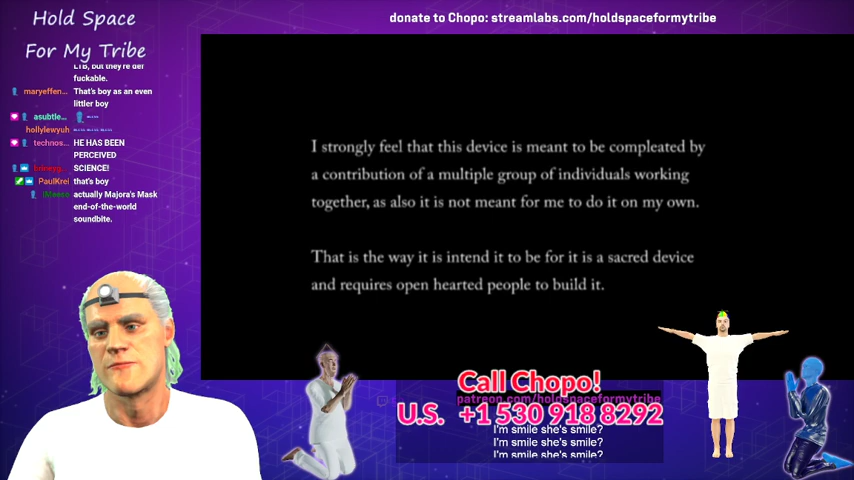 Hold Space
For My Tribe
donate to Chopo: streamlabs.com/holdspaceformytribe
LTB, but they're def
fuckable.
maryeffen... That's boy as an even
littler boy
asubtle...
hollylewyuh
technos... HE HAS BEEN
PERCEIVED
SCIENCE!
PaulKrei that's boy
actually Majora's Mask
end-of-the-world
soundbite.
I strongly feel that this device is meant to be compleated by
a contribution of a multiple group of individuals working
together, as also it is not meant for me to do it on my own.
That is the way it is intend it to be for it is a sacred device
and requires open hearted people to build it.
Call Chopo!
patreon.com/holdspaceformytribe
U.S. +1 530 918 8292
I'm smile she's smile?
I'm smile she's smile?
I'm smile she's smile?